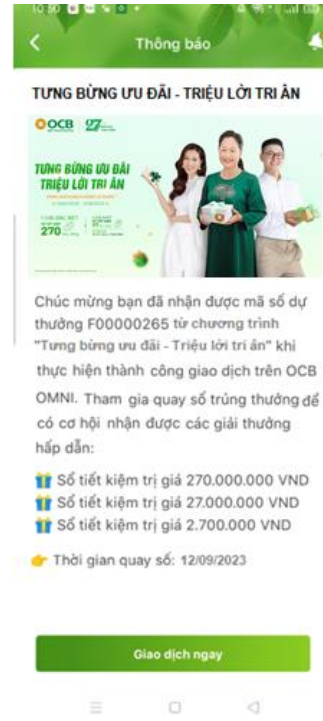 10:50
Thông báo
TƯNG BỪNG ƯU ĐÃI - TRIỆU LỜI TRI ÂN
OCB 27
TƯNG BỪNG ƯU ĐÃI
TRIỆU LỜI TRI ÂN
270
Chúc mừng bạn đã nhận được mã số dự
thưởng F00000265 từ chương trình
"Tưng bừng ưu đãi - Triệu lời tri ân" khi
thực hiện thành công giao dịch trên OCB
OMNI. Tham gia quay số trúng thưởng để
có cơ hội nhận được các giải thưởng
hấp dẫn:
Sổ tiết kiệm trị giá 270.000.000 VND
Sổ tiết kiệm trị giá 27.000.000 VND
Sổ tiết kiệm trị giá 2.700.000 VND
Thời gian quay số: 12/09/2023
Giao dịch ngay